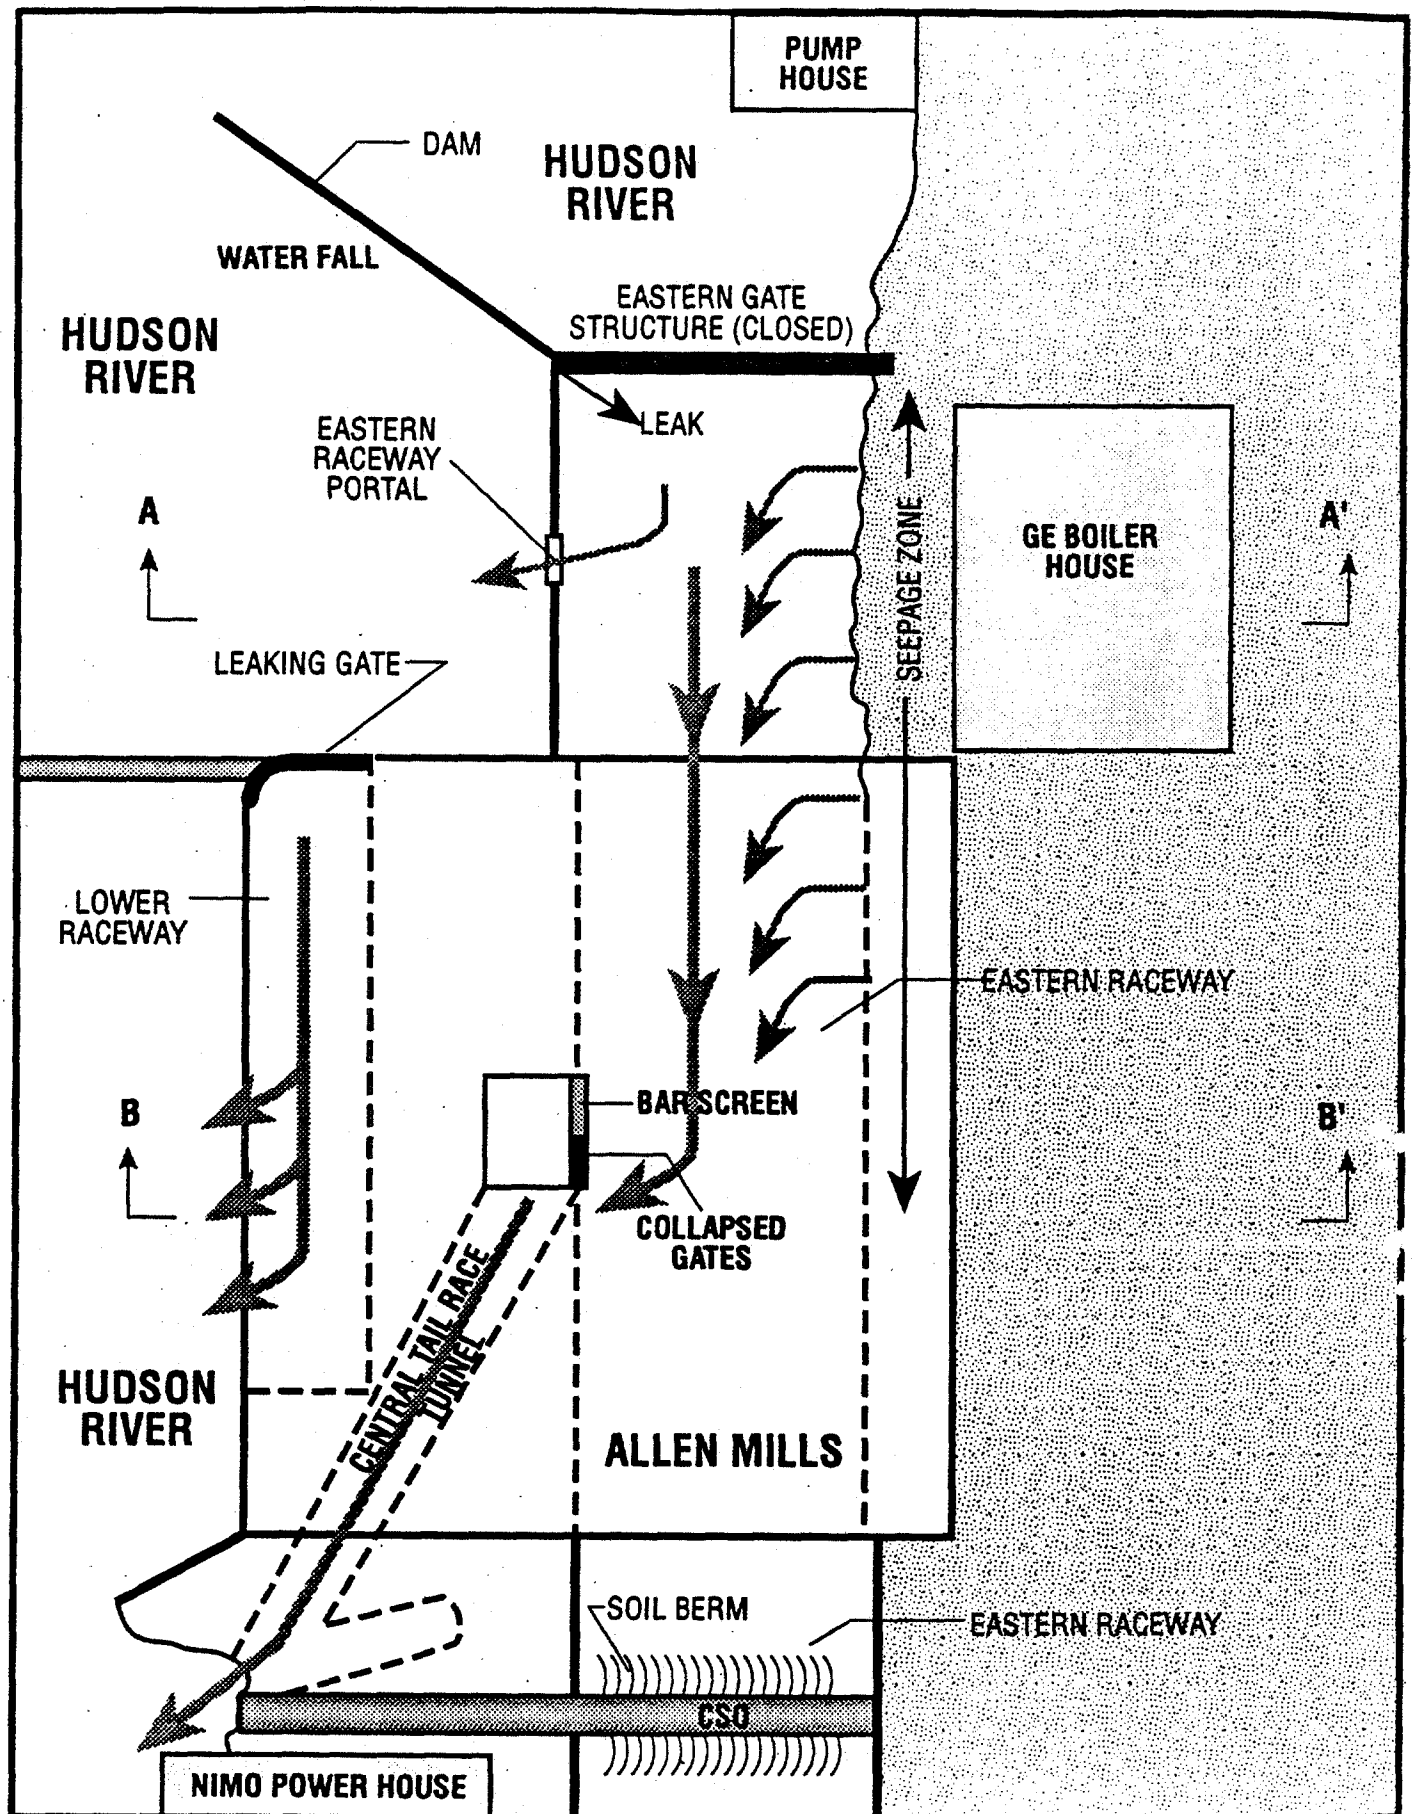 PUMP
HOUSE
DAM
HUDSON
RIVER
WATER FALL
EASTERN GATE
STRUCTURE (CLOSED)
HUDSON
RIVER
LEAK
EASTERN
RACEWAY
PORTAL
A
A'
SEEPAGE ZONE
GE BOILER
HOUSE
LEAKING GATE
LOWER
RACEWAY
EASTERN RACEWAY
B
BAR SCREEN
B'
COLLAPSED
GATES
CENTRAL TAIL RACE
TUNNEL
HUDSON
RIVER
ALLEN MILLS
SOIL BERM
EASTERN RACEWAY
CSO
NIMO POWER HOUSE